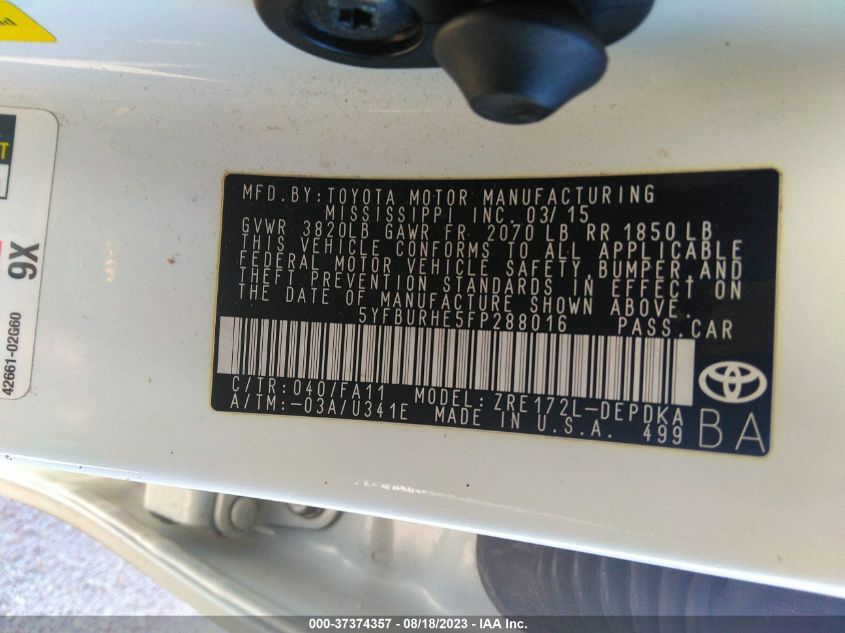 MFD.BY:TOYOTA MOTOR MANUFACTURING
MISSISSIPPI INC. 03/15
GVWR 3820LB GAWR FR 2070 LB RR 1850 LB
THIS VEHICLE CONFORMS TO ALL APPLICABLE
FEDERAL MOTOR VEHICLE SAFETY, BUMPER, AND
THEFT PREVENTION STANDARDS IN EFFECT ON
THE DATE OF MANUFACTURE SHOWN ABOVE.
5YFBURHE5FP288016 PASS.CAR
C/TR:040/FA11 MODEL:ZRE172L-DEPDKA
A/TM:-03A/U341E MADE IN U.S.A. 499
BA
9X
42661-02G60
000-37374357 - 08/18/2023 - IAA Inc.